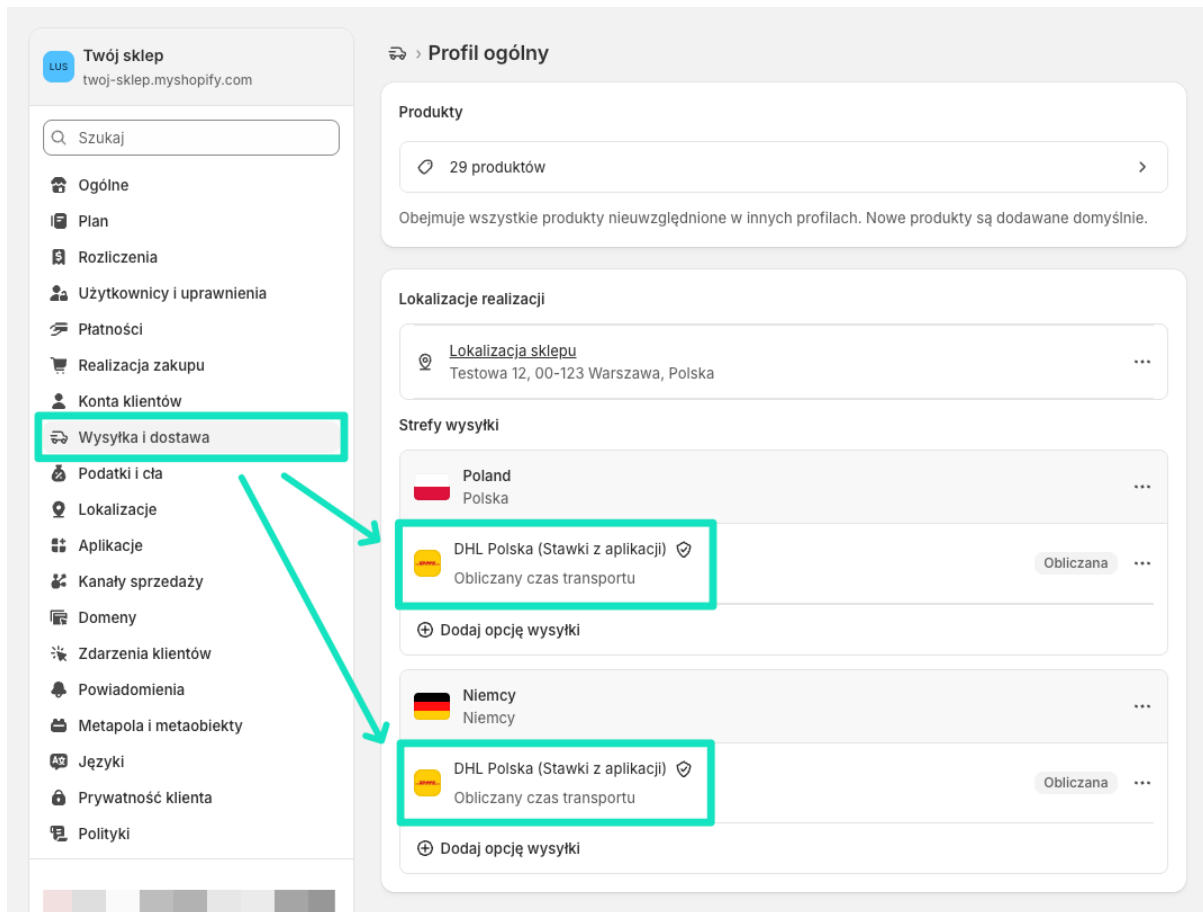 LUS
Twój sklep
twoj-sklep.myshopify.com
Szukaj
Ogólne
Plan
Rozliczenia
Użytkownicy i uprawnienia
Płatności
Realizacja zakupu
Konta klientów
Wysyłka i dostawa
Podatki i cła
Lokalizacje
Aplikacje
Kanały sprzedaży
Domeny
Zdarzenia klientów
Powiadomienia
Metapola i metaobiekty
Języki
Prywatność klienta
Polityki
› Profil ogólny
Produkty
29 produktów
Obejmuje wszystkie produkty nieuwzględnione w innych profilach. Nowe produkty są dodawane domyślnie.
Lokalizacje realizacji
Lokalizacja sklepu
Testowa 12, 00-123 Warszawa, Polska
Strefy wysyłki
Poland
Polska
DHL Polska (Stawki z aplikacji)
Obliczany czas transportu
Obliczana
Dodaj opcję wysyłki
Niemcy
Niemcy
DHL Polska (Stawki z aplikacji)
Obliczany czas transportu
Obliczana
Dodaj opcję wysyłki